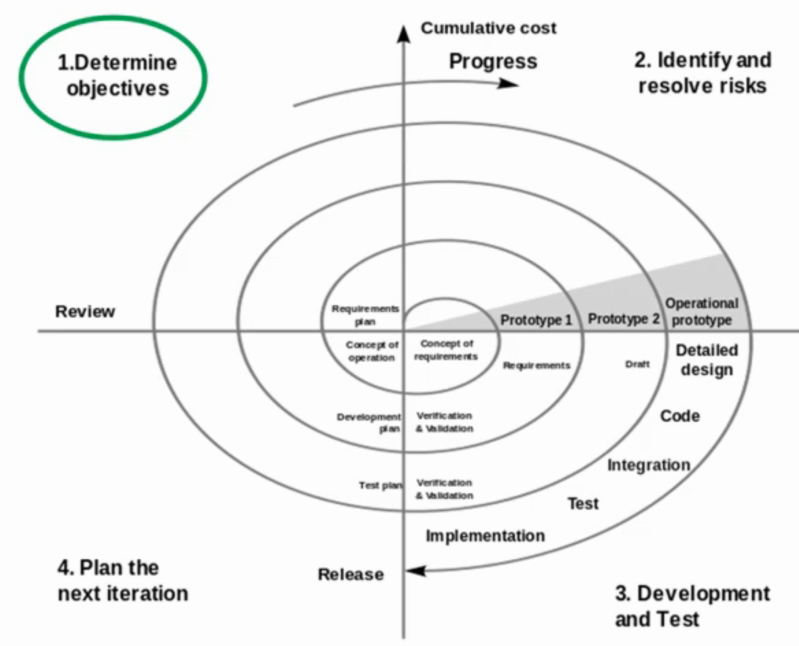 Cumulative cost
1.Determine
objectives
Progress
2. Identify and
resolve risks
Review
Requirements
plan
Prototype 1
Prototype 2
Operational
prototype
Concept of
operation
Concept of
requirements
Requirements
Draft
Detailed
design
Development
plan
Verification
& Validation
Code
Integration
Test plan
Verification
& Validation
Test
Implementation
Release
4. Plan the
next iteration
3. Development
and Test